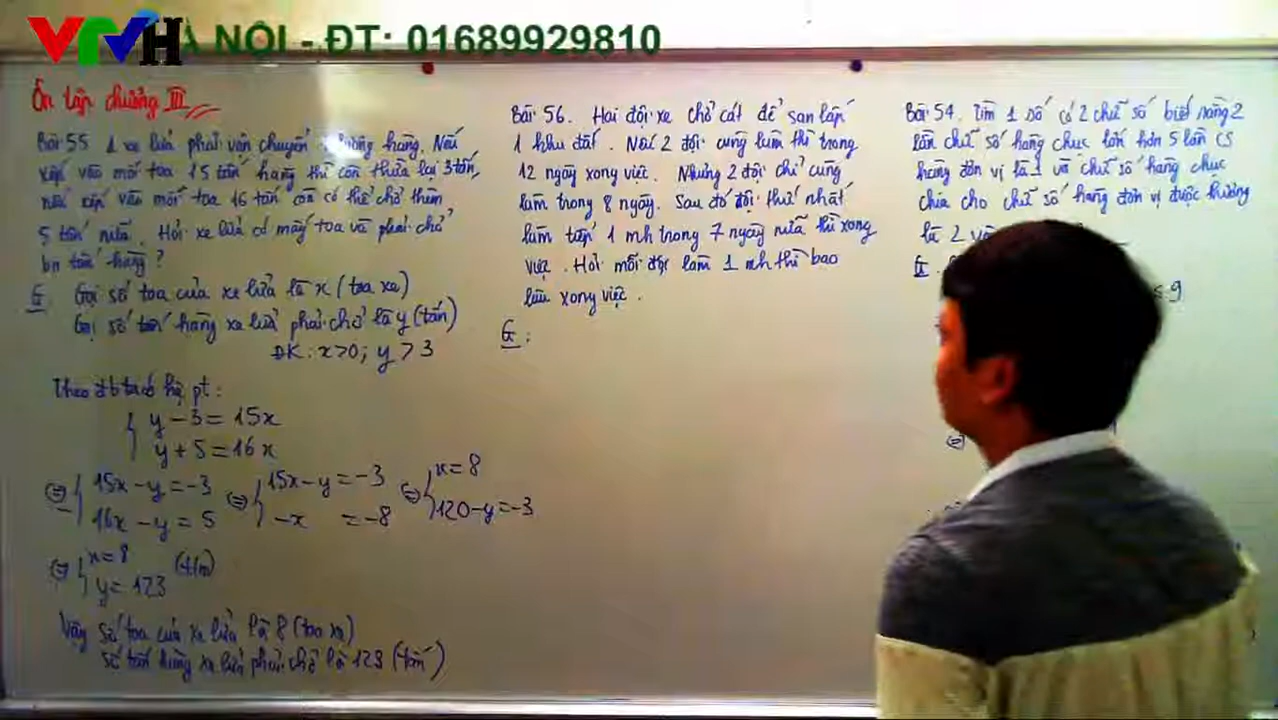 VTVH
HÀ NỘI - ĐT: 01689929810
Ôn tập chương III
Bài 55 1 xe lửa phải vận chuyển hàng. Nếu
xếp vào mỗi toa 15 tấn hàng thì còn thừa lại 3 tấn,
nếu xếp vào mỗi toa 16 tấn còn có thể chở thêm
5 tấn nữa. Hỏi xe lửa có mấy toa và phải chở
bn tấn hàng?
G: Gọi số toa của xe lửa là x (toa xe)
Gọi số tấn hàng xe lửa phải chở là y (tấn)
ĐK: x>0; y > 3
Theo đb ta có hệ pt:
{ y − 3 = 15x
y + 5 = 16x
⇔ { 15x − y = −3
16x − y = 5
⇔ { 15x − y = −3
−x = −8
⇔ { x = 8
120 − y = −3
⇔ { x = 8
y = 123 (t/m)
Vậy số toa của xe lửa là 8 (toa xe)
số tấn hàng xe lửa phải chở là 123 (tấn)
Bài 56. Hai đội xe chở cát để san lấp
1 khu đất. Nếu 2 đội cùng làm thì trong
12 ngày xong việc. Nhưng 2 đội chỉ cùng
làm trong 8 ngày. Sau đó đội thứ nhất
làm tiếp 1 mh trong 7 ngày nữa thì xong
việc. Hỏi mỗi đội làm 1 mh thì bao
lâu xong việc.
G:
Bài 54. Tìm 1 số có 2 chữ số biết rằng 2
lần chữ số hàng chục lớn hơn 5 lần CS
hàng đơn vị là 1 và chữ số hàng chục
chia cho chữ số hàng đơn vị được thương
là 2 và
G.
≤ 9
⇔